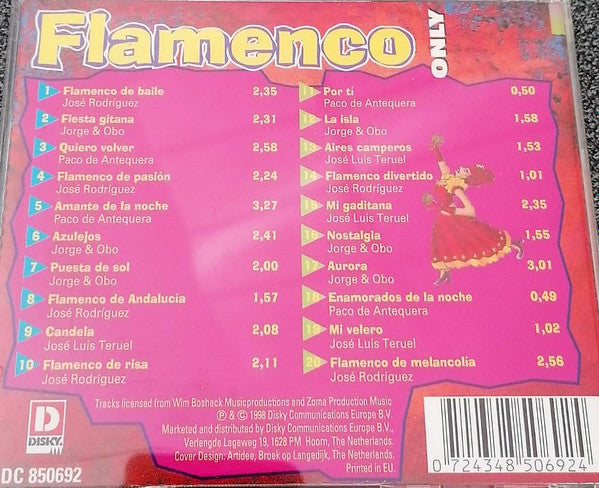 Flamenco
ONLY
1 Flamenco de baile 2,35
José Rodríguez
2 Fiesta gitana 2,31
Jorge & Obo
3 Quiero volver 2,58
Paco de Antequera
4 Flamenco de pasión 2,24
José Rodríguez
5 Amante de la noche 3,27
Paco de Antequera
6 Azulejos 2,41
Jorge & Obo
7 Puesta de sol 2,00
Jorge & Obo
8 Flamenco de Andalucía 1,57
José Rodríguez
9 Candela 2,08
José Luis Teruel
10 Flamenco de risa 2,11
José Rodríguez
11 Por ti 0,50
Paco de Antequera
12 La isla 1,58
Jorge & Obo
13 Aires camperos 1,53
José Luis Teruel
14 Flamenco divertido 1,01
José Rodríguez
15 Mi gaditana 2,35
José Luis Teruel
16 Nostalgia 1,55
Jorge & Obo
17 Aurora 3,01
Jorge & Obo
18 Enamorados de la noche 0,49
Paco de Antequera
19 Mi velero 1,02
José Luis Teruel
20 Flamenco de melancolía 2,56
José Rodríguez
Tracks licensed from Wim Bosheck Musicproductions and Zoma Production Music
℗ & © 1998 Disky Communications Europe B.V.
Marketed and distributed by Disky Communications Europe B.V.,
Verlengde Lageweg 19, 1628 PM Hoorn, The Netherlands.
Cover Design: Artidee, Broek op Langedijk, The Netherlands.
Printed in EU.
D
DISKY
DC 850692
0 724348 506924